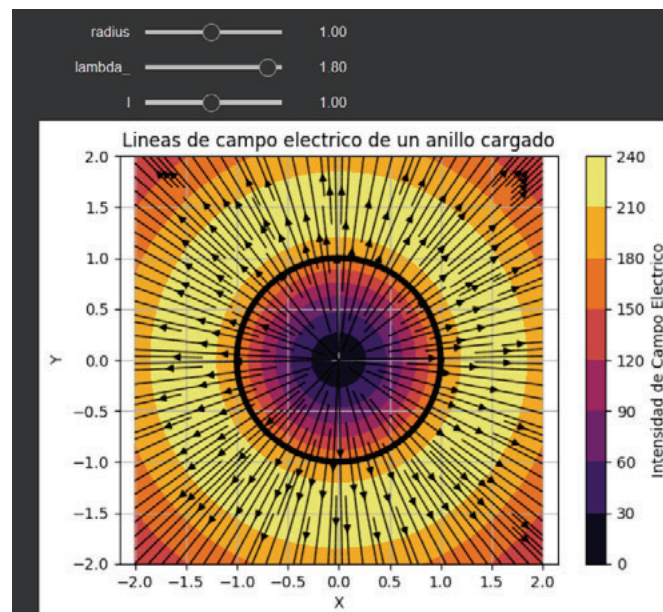 radius 1.00
lambda_ 1.80
l 1.00
Lineas de campo electrico de un anillo cargado
2.0
1.5
1.0
0.5
0.0
−0.5
−1.0
−1.5
−2.0
Y
−2.0 −1.5 −1.0 −0.5 0.0 0.5 1.0 1.5 2.0
X
240
210
180
150
120
90
60
30
0
Intensidad de Campo Electrico